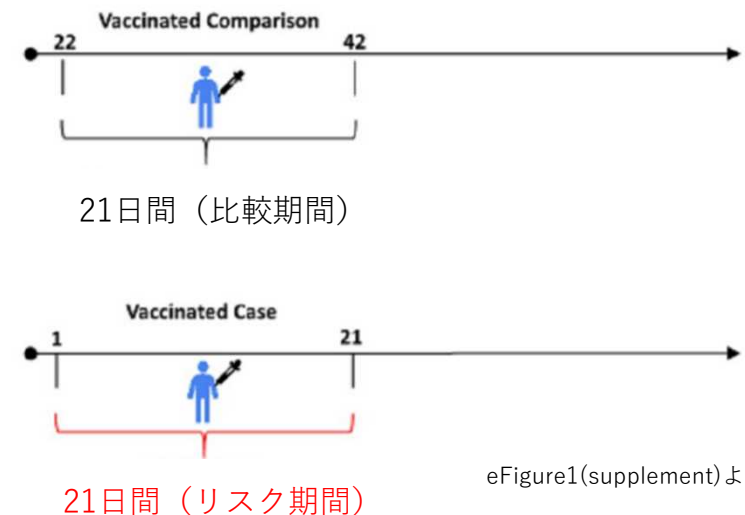 Vaccinated Comparison
22 42
21日間（比較期間）
Vaccinated Case
1 21
eFigure1(supplement)よ
21日間（リスク期間）